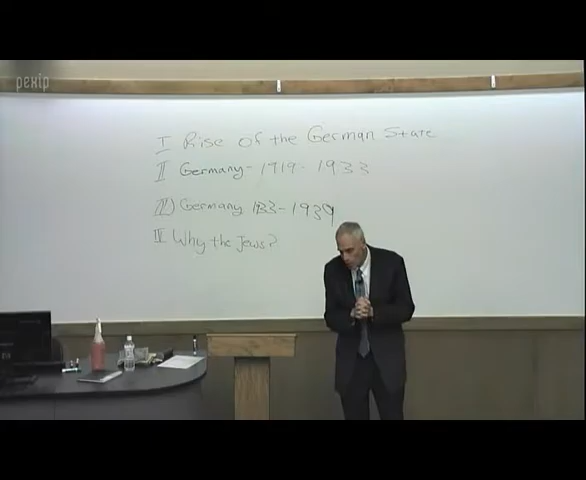 pexip
I Rise of the German State
II Germany - 1919 - 1933
III) Germany 1933 - 1939
IV Why the Jews?